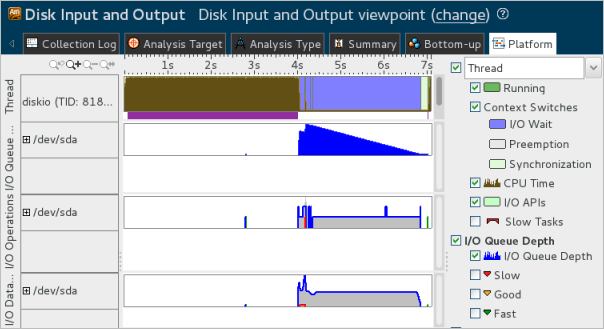 Disk Input and Output Disk Input and Output viewpoint (change) ?
Collection Log Analysis Target Analysis Type Summary Bottom-up Platform
1s 2s 3s 4s 5s 6s 7s
Thread
diskio (TID: 818...
I/O Queue ...
/dev/sda
I/O Operations
/dev/sda
I/O Data...
/dev/sda
Thread
Running
Context Switches
I/O Wait
Preemption
Synchronization
CPU Time
I/O APIs
Slow Tasks
I/O Queue Depth
I/O Queue Depth
Slow
Good
Fast